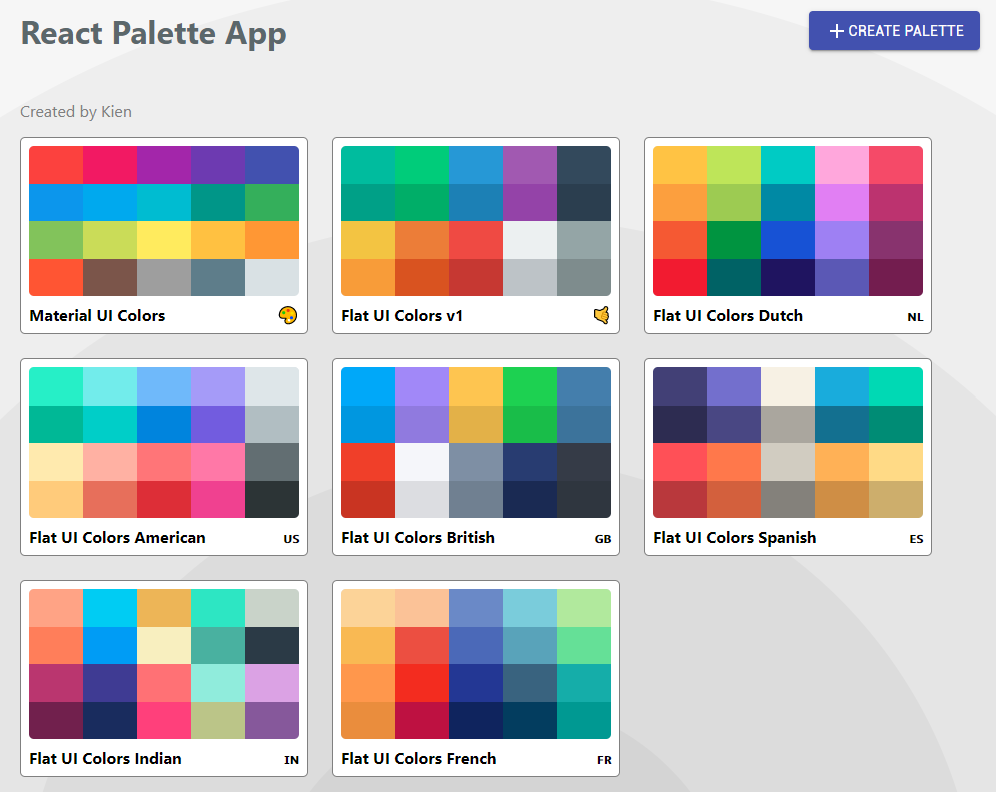 React Palette App
CREATE PALETTE
Created by Kien
Material UI Colors
Flat UI Colors v1
Flat UI Colors Dutch NL
Flat UI Colors American US
Flat UI Colors British GB
Flat UI Colors Spanish ES
Flat UI Colors Indian IN
Flat UI Colors French FR